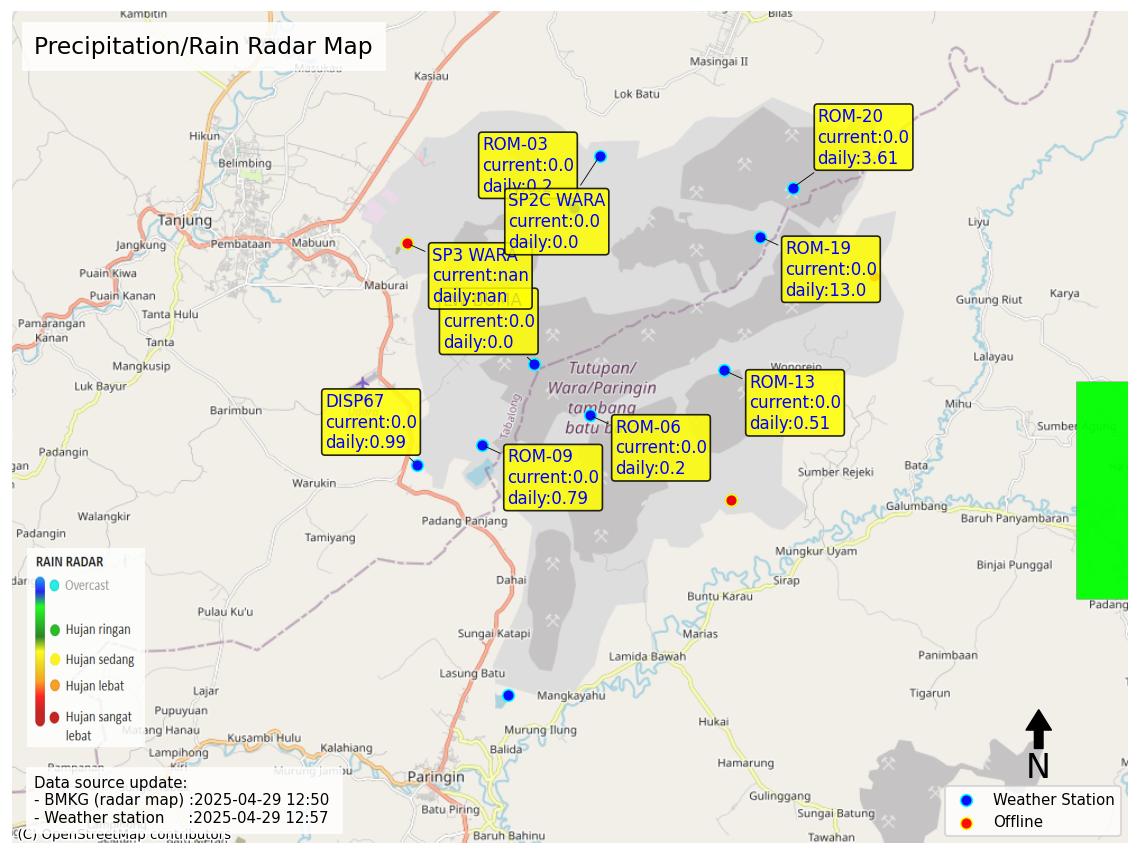 Kambitin
Bilas
Precipitation/Rain Radar Map
Masukau
Kasiau
Masingai II
Lok Batu
Hikun
Belimbing
ROM-03
current:0.0
daily:0.2
ROM-20
current:0.0
daily:3.61
SP2C WARA
current:0.0
daily:0.0
Tanjung
Jangkung
Pembataan
Mabuun
Liyu
ROM-19
current:0.0
daily:13.0
SP3 WARA
current:nan
daily:nan
current:0.0
daily:0.0
Puain Kiwa
Puain Kanan
Maburai
Tanta Hulu
Pamarangan
Kanan
Tanta
Mangkusip
Luk Bayur
Gunung Riut
Karya
Lalayau
Wonorejo
Tutupan/
Wara/Paringin
tambang
batu b
Tabalong
ROM-13
current:0.0
daily:0.51
Mihu
Sumber Agung
DISP67
current:0.0
daily:0.99
Barimbun
ROM-06
current:0.0
daily:0.2
ROM-09
current:0.0
daily:0.79
Warukin
Sumber Rejeki
Bata
Galumbang
Baruh Panyambaran
Walangkir
Padangin
Tamiyang
Padang Panjang
Mungkur Uyam
Binjai Punggal
Dahai
Sirap
Buntu Karau
Padang
RAIN RADAR
Overcast
Hujan ringan
Hujan sedang
Hujan lebat
Hujan sangat
lebat
Pulau Ku'u
Sungai Katapi
Marias
Lamida Bawah
Panimbaan
Lasung Batu
Lajar
Mangkayahu
Tigarun
Pupuyuan
Matang Hanau
Murung Ilung
Hukai
Lampihong
Kusambi Hulu
Kalahiang
Balida
Hamarung
Murung Jambu
Paringin
Gulinggang
Batu Piring
Sungai Batung
Baruh Bahinu
Tawahan
N
Data source update:
- BMKG (radar map) :2025-04-29 12:50
- Weather station :2025-04-29 12:57
(C) OpenStreetMap contributors
Weather Station
Offline